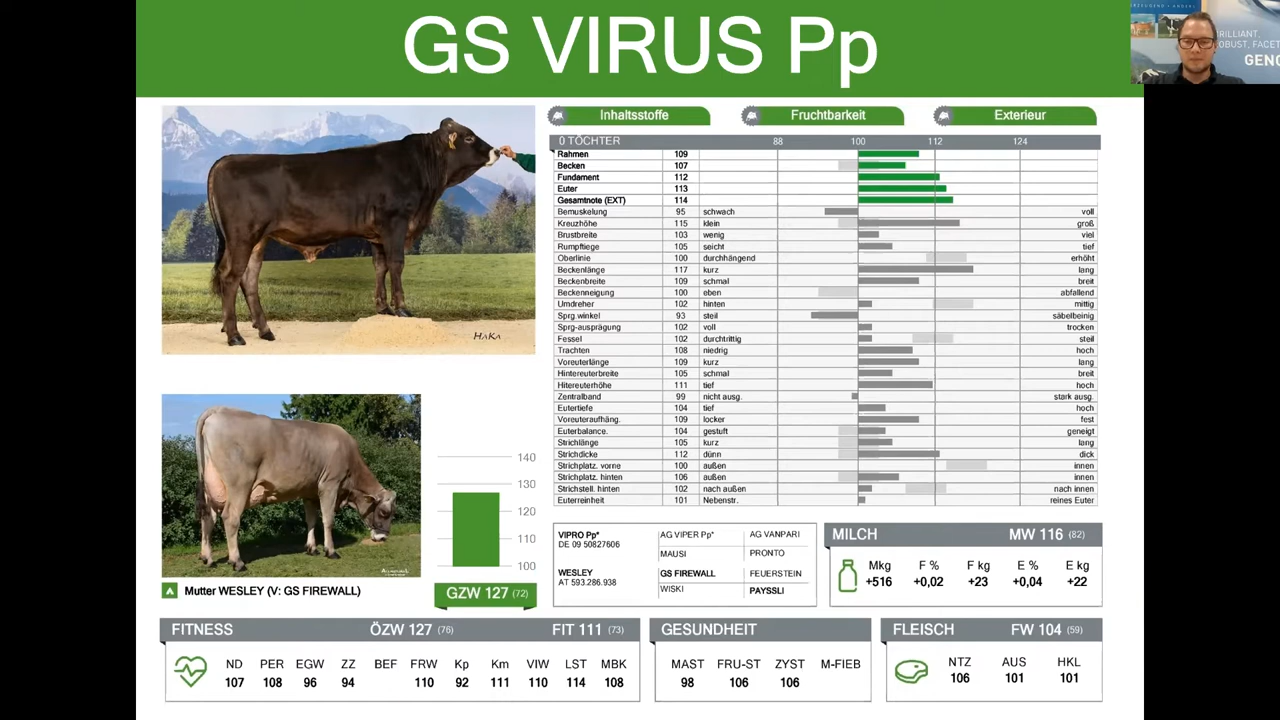 GS VIRUS Pp
BRILLIANT,
ROBUST, FACET
GENO
Inhaltsstoffe Fruchtbarkeit Exterieur
0 TÖCHTER 88 100 112 124
Rahmen 109
Becken 107
Fundament 112
Euter 113
Gesamtnote (EXT) 114
Bemuskelung 95 schwach voll
Kreuzhöhe 115 klein groß
Brustbreite 103 wenig viel
Rumpftiege 105 seicht tief
Oberlinie 100 durchhängend erhöht
Beckenlänge 117 kurz lang
Beckenbreite 109 schmal breit
Beckenneigung 100 eben abfallend
Umdreher 102 hinten mittig
Sprg.winkel 93 steil säbelbeinig
Sprg-ausprägung 102 voll trocken
Fessel 102 durchtrittig steil
Trachten 108 niedrig hoch
Voreuterlänge 109 kurz lang
Hintereuterbreite 105 schmal breit
Hitereuterhöhe 111 tief hoch
Zentralband 99 nicht ausg. stark ausg.
Eutertiefe 104 tief hoch
Voreuteraufhäng. 109 locker fest
Euterbalance. 104 gestuft geneigt
Strichlänge 105 kurz lang
Strichdicke 112 dünn dick
Strichplatz. vorne 100 außen innen
Strichplatz. hinten 106 außen innen
Strichstell. hinten 102 nach außen nach innen
Euterreinheit 101 Nebenstr. reines Euter
HaKa
140
130
120
110
100
GZW 127 (72)
Mutter WESLEY (V: GS FIREWALL)
VIPRO Pp* AG VIPER Pp* AG VANPARI
DE 09 50827606
MAUSI PRONTO
WESLEY GS FIREWALL FEUERSTEIN
AT 593.286.938
WISKI PAYSSLI
MILCH MW 116 (82)
Mkg F % F kg E % E kg
+516 +0,02 +23 +0,04 +22
FITNESS ÖZW 127 (76) FIT 111 (73)
ND PER EGW ZZ BEF FRW Kp Km VIW LST MBK
107 108 96 94 110 92 111 110 114 108
GESUNDHEIT
MAST FRU-ST ZYST M-FIEB
98 106 106
FLEISCH FW 104 (59)
NTZ AUS HKL
106 101 101